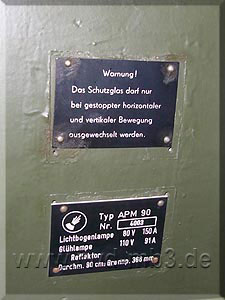 Warnung!
Das Schutzglas darf nur
bei gestoppter horizontaler
und vertikaler Bewegung
ausgewechselt werden.
Typ APM 90
Nr. 6003
Lichtbogenlampe 80 V 150 A
Glühlampe 110 V 91 A
Reflektor
Durchm. 90 cm; Brennp. 368 mm